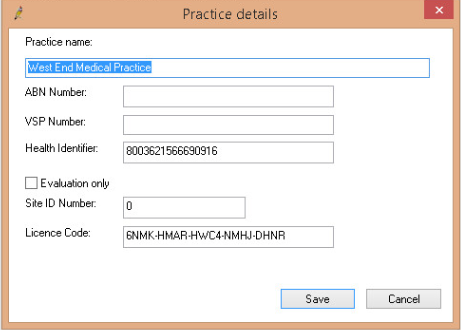 Practice details
Practice name:
West End Medical Practice
ABN Number:
VSP Number:
Health Identifier: 8003621566690916
Evaluation only
Site ID Number: 0
Licence Code: 6NMK-HMAR-HWC4-NMHJ-DHNR
Save Cancel